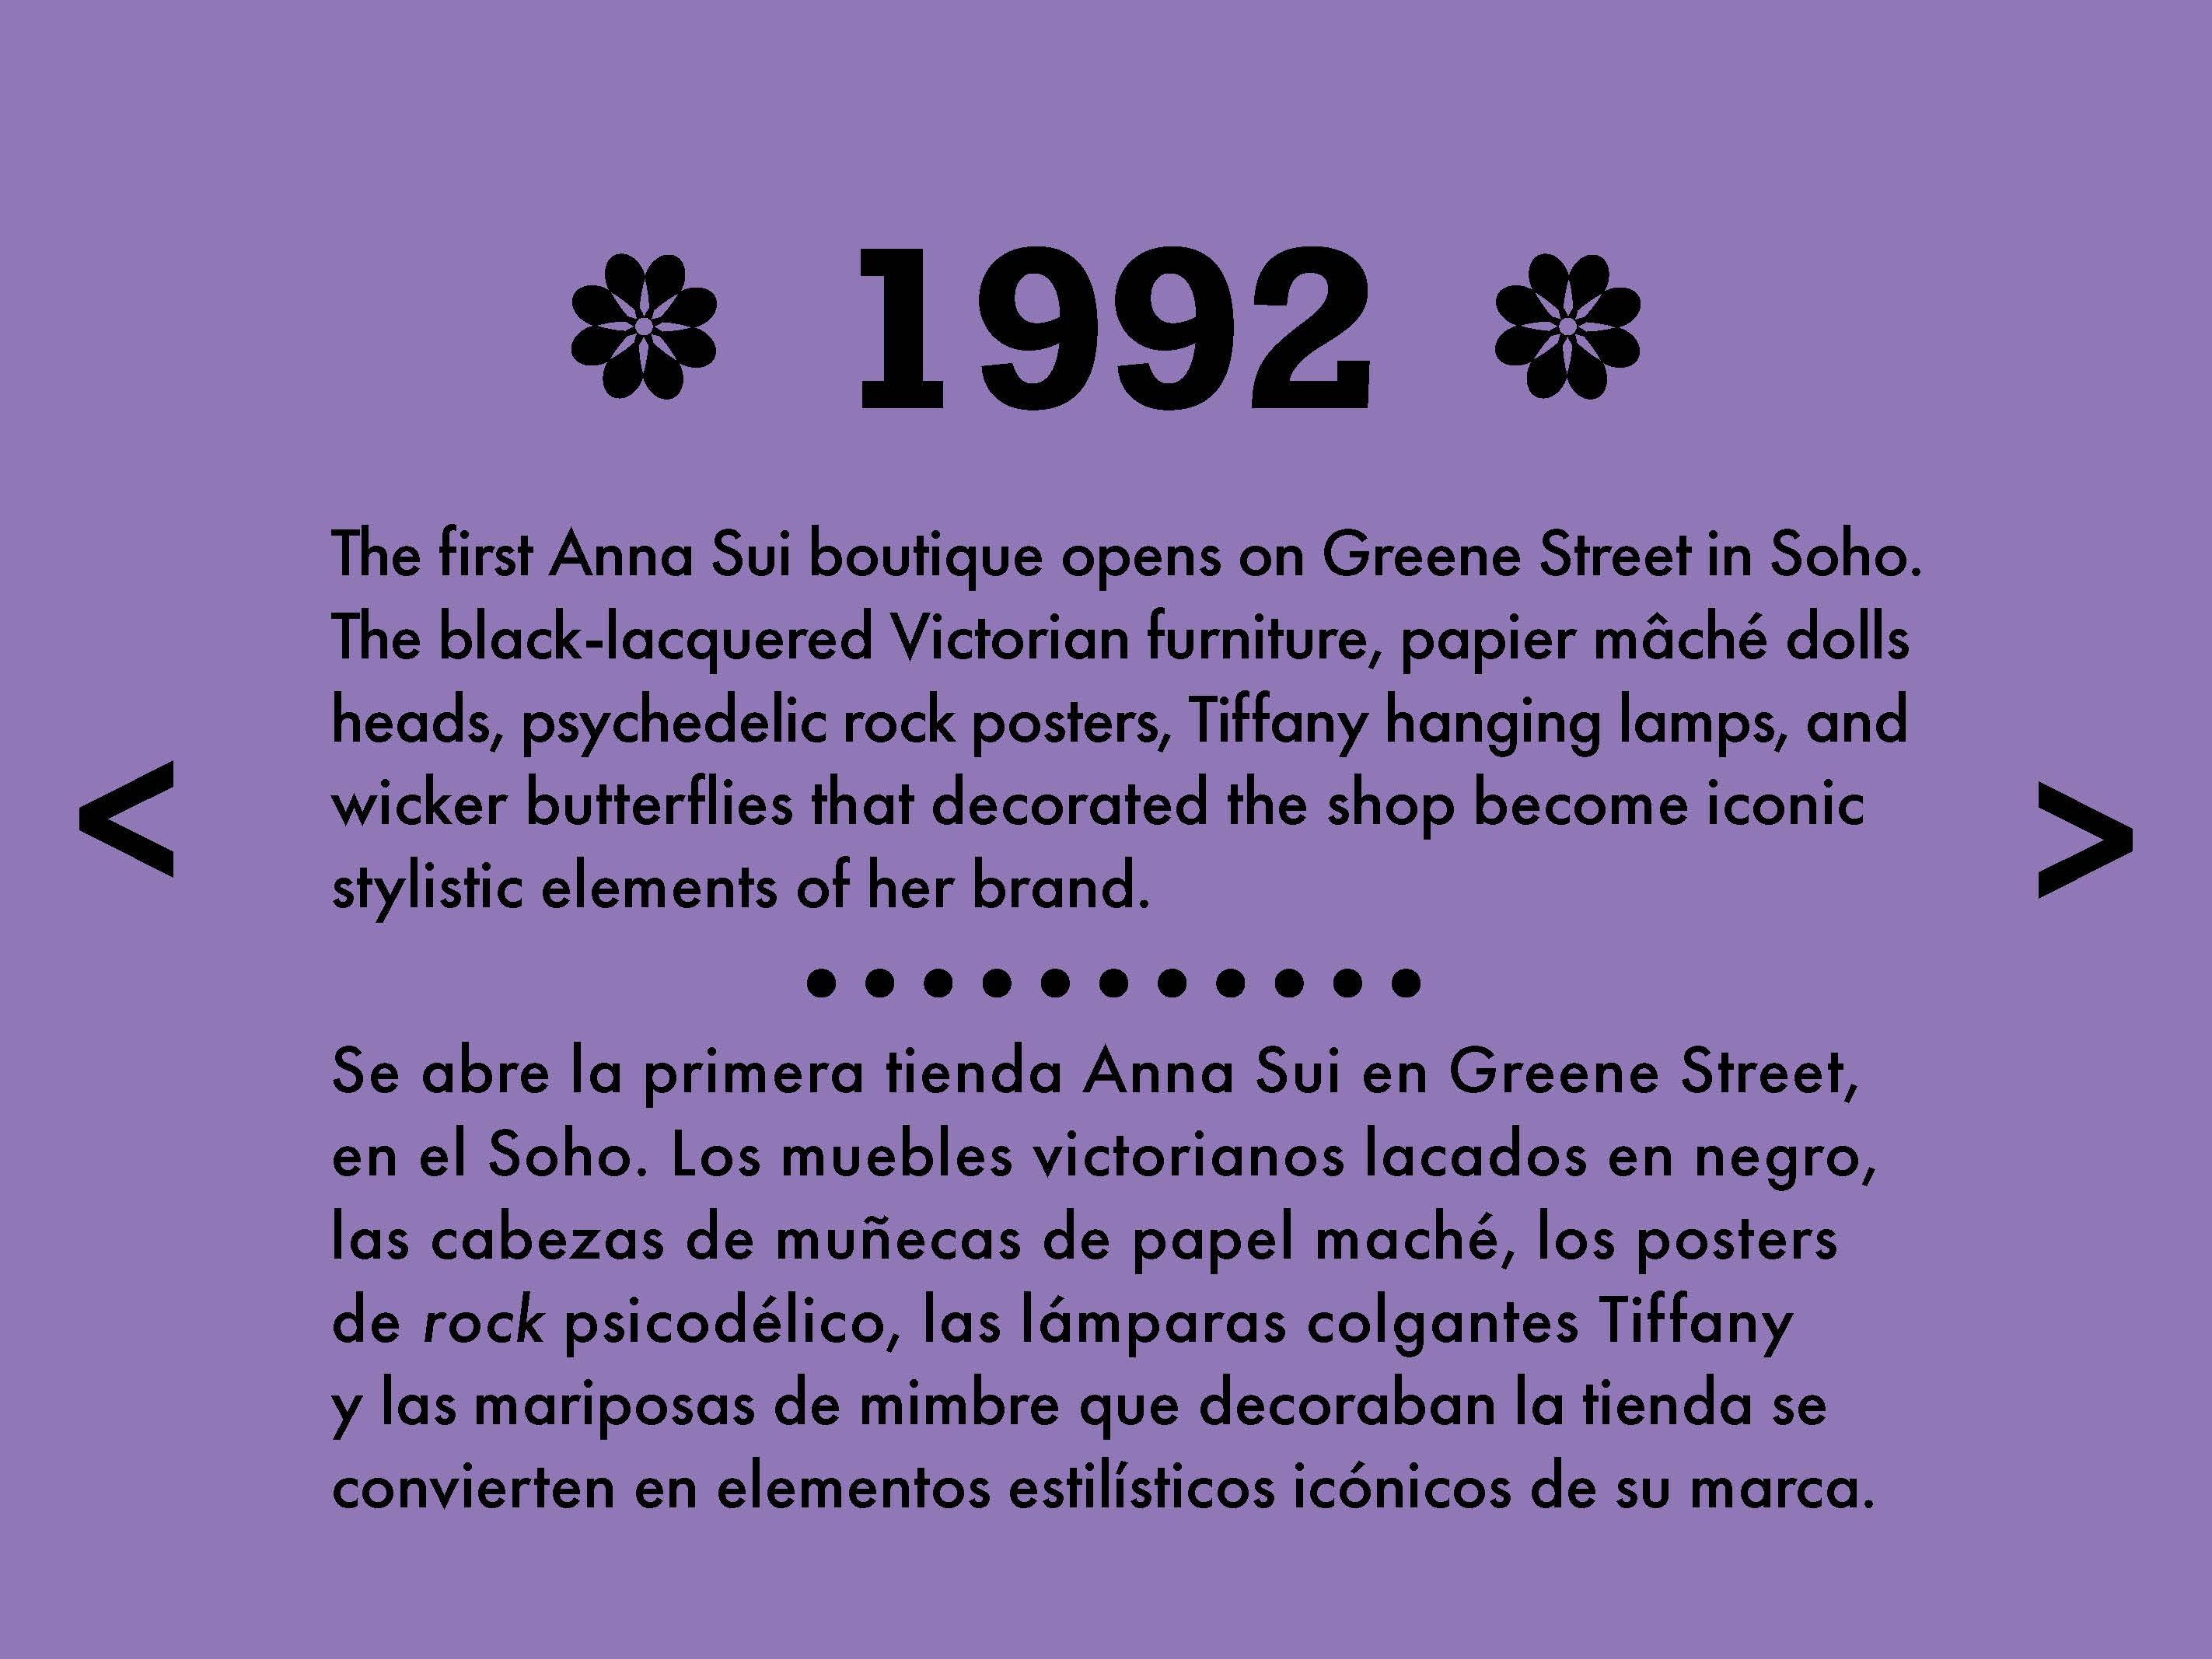 1992
The first Anna Sui boutique opens on Greene Street in Soho.
The black-lacquered Victorian furniture, papier mâché dolls
heads, psychedelic rock posters, Tiffany hanging lamps, and
wicker butterflies that decorated the shop become iconic
stylistic elements of her brand.
< >
Se abre la primera tienda Anna Sui en Greene Street,
en el Soho. Los muebles victorianos lacados en negro,
las cabezas de muñecas de papel maché, los posters
de rock psicodélico, las lámparas colgantes Tiffany
y las mariposas de mimbre que decoraban la tienda se
convierten en elementos estilísticos icónicos de su marca.